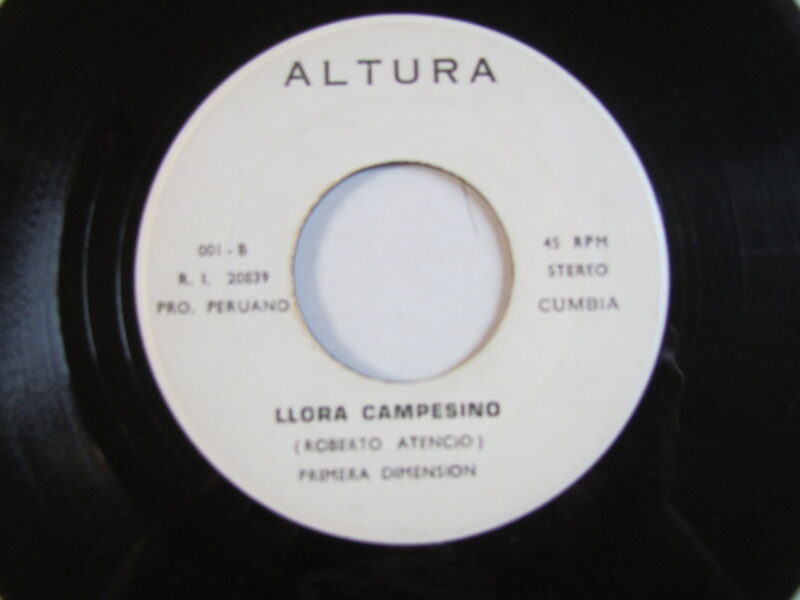 ALTURA
001 - B
R. I. 20839
PRO. PERUANO
45 RPM
STEREO
CUMBIA
LLORA CAMPESINO
(ROBERTO ATENCIO)
PRIMERA DIMENSION